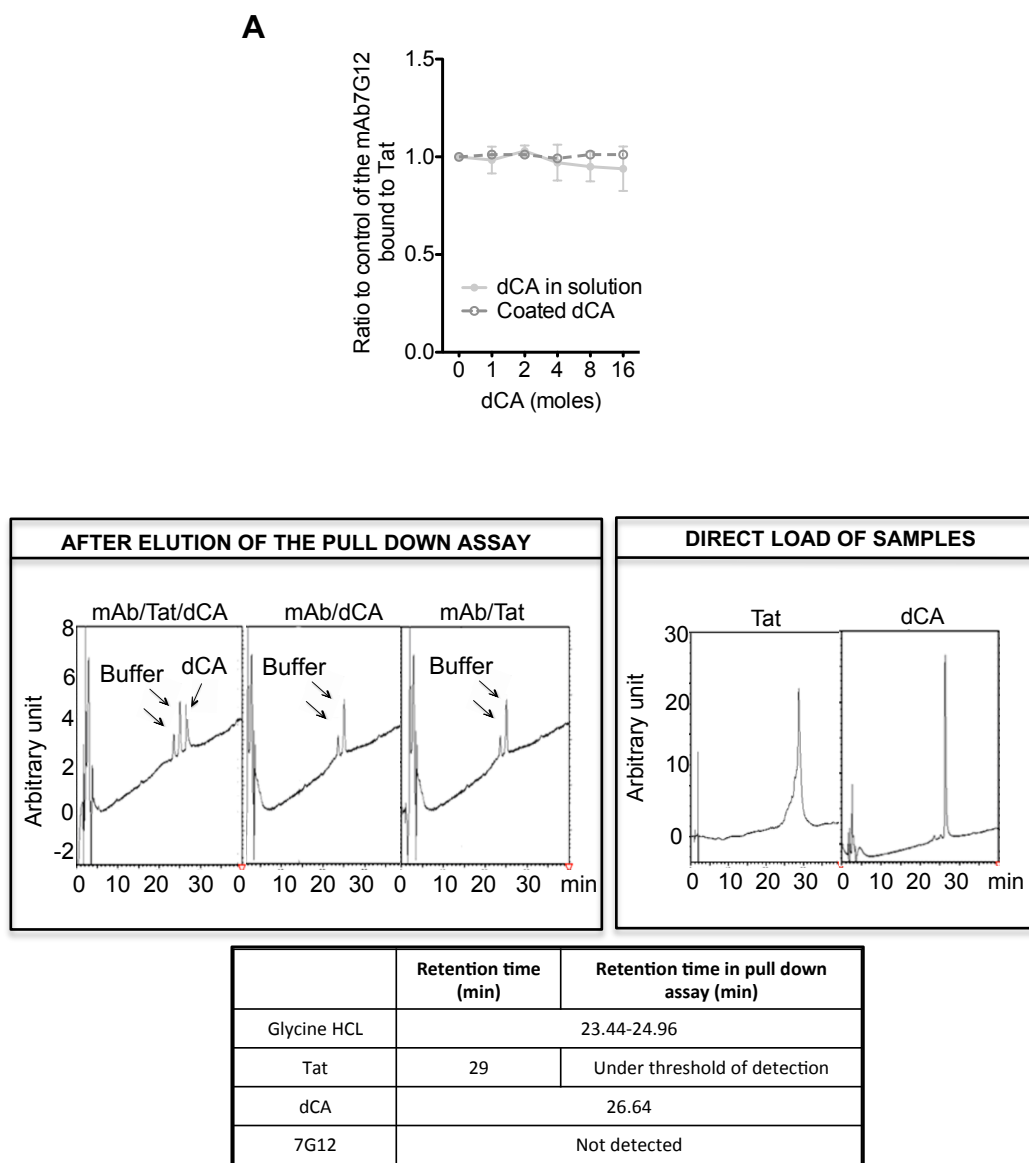 A
Ratio to control of the mAb7G12
bound to Tat
1.5
1.0
0.5
0.0
dCA in solution
Coated dCA
0 1 2 4 8 16
dCA (moles)
AFTER ELUTION OF THE PULL DOWN ASSAY
mAb/Tat/dCA mAb/dCA mAb/Tat
Buffer dCA Buffer Buffer
Arbitrary unit
8
6
4
2
0
-2
0 10 20 30 0 10 20 30 0 10 20 30 min
DIRECT LOAD OF SAMPLES
Tat dCA
30
20
10
0
0 10 20 30 0 10 20 30 min
Retention time (min) Retention time in pull down assay (min)
Glycine HCL 23.44-24.96
Tat 29 Under threshold of detection
dCA 26.64
7G12 Not detected